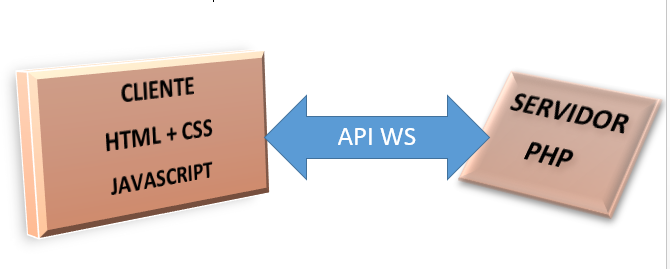 CLIENTE
HTML + CSS
JAVASCRIPT
API WS
SERVIDOR
PHP